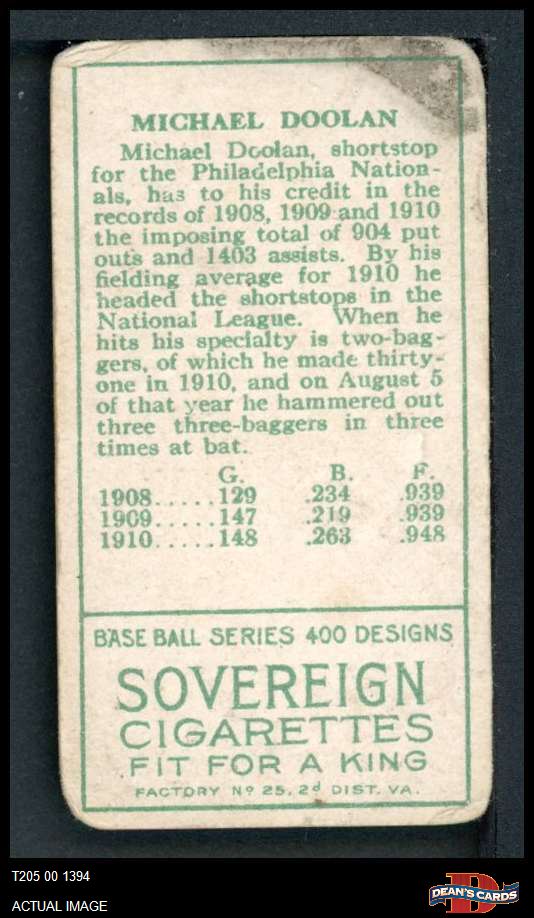 MICHAEL DOOLAN
Michael Doolan, shortstop
for the Philadelphia Nation-
als, has to his credit in the
records of 1908, 1909 and 1910
the imposing total of 904 put
outs and 1403 assists. By his
fielding average for 1910 he
headed the shortstops in the
National League. When he
hits his specialty is two-bag-
gers, of which he made thirty-
one in 1910, and on August 5
of that year he hammered out
three three-baggers in three
times at bat.
G. B. F.
1908.....129 .234 .939
1909.....147 .219 .939
1910.....148 .263 .948
BASE BALL SERIES 400 DESIGNS
SOVEREIGN
CIGARETTES
FIT FOR A KING
FACTORY Nº 25, 2d DIST. VA.
T205 00 1394
ACTUAL IMAGE
D
DEAN'S CARDS